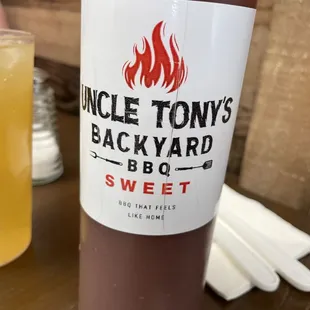 UNCLE TONY'S
BACKYARD
BBQ
SWEET
BBQ THAT FEELS
LIKE HOME